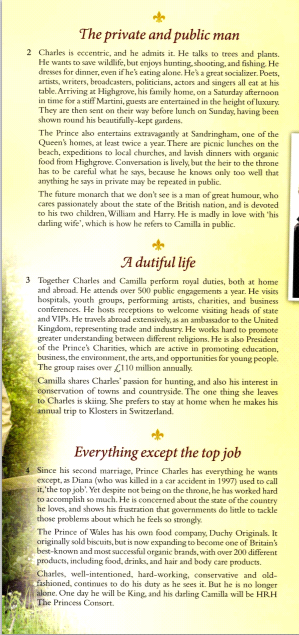 The private and public man
2 Charles is eccentric, and he admits it. He talks to trees and plants.
He wants to save wildlife, but enjoys hunting, shooting, and fishing. He
dresses for dinner, even if he's eating alone. He's a great socializer. Poets,
artists, writers, broadcasters, politicians, actors and singers all eat at his
table. Arriving at Highgrove, his family home, on a Saturday afternoon
in time for a stiff Martini, guests are entertained in the height of luxury.
They are then sent on their way before lunch on Sunday, having been
shown round his beautifully-kept gardens.
The Prince also entertains extravagantly at Sandringham, one of the
Queen's homes, at least twice a year. There are picnic lunches on the
beach, expeditions to local churches, and lavish dinners with organic
food from Highgrove. Conversation is lively, but the heir to the throne
has to be careful what he says, because he knows only too well that
anything he says in private may be repeated in public.
The future monarch that we don't see is a man of great humour, who
cares passionately about the state of the British nation, and is devoted
to his two children, William and Harry. He is madly in love with 'his
darling wife', which is how he refers to Camilla in public.
A dutiful life
3 Together Charles and Camilla perform royal duties, both at home
and abroad. He attends over 500 public engagements a year. He visits
hospitals, youth groups, performing artists, charities, and business
conferences. He hosts receptions to welcome visiting heads of state
and VIPs. He travels abroad extensively, as an ambassador to the United
Kingdom, representing trade and industry. He works hard to promote
greater understanding between different religions. He is also President
of the Prince's Charities, which are active in promoting education,
business, the environment, the arts, and opportunities for young people.
The group raises over £110 million annually.
Camilla shares Charles' passion for hunting, and also his interest in
conservation of towns and countryside. The one thing she leaves
to Charles is skiing. She prefers to stay at home when he makes his
annual trip to Klosters in Switzerland.
Everything except the top job
4 Since his second marriage, Prince Charles has everything he wants
except, as Diana (who was killed in a car accident in 1997) used to call
it, 'the top job'. Yet despite not being on the throne, he has worked hard
to accomplish so much. He is concerned about the state of the country
he loves, and shows his frustration that governments do little to tackle
those problems about which he feels so strongly.
The Prince of Wales has his own food company, Duchy Originals. It
originally sold biscuits, but is now expanding to become one of Britain's
best-known and most successful organic brands, with over 200 different
products, including food, drinks, and hair and body care products.
Charles, well-intentioned, hard-working, conservative and old-
fashioned, continues to do his duty as he sees it. But he is no longer
alone. One day he will be King, and his darling Camilla will be HRH
The Princess Consort.